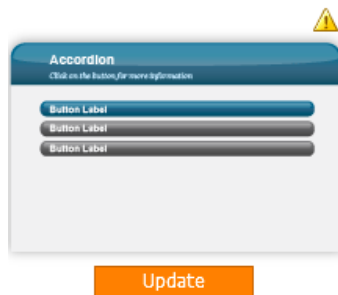 Accordion
Click on the button for more information
Button Label
Button Label
Button Label
Update